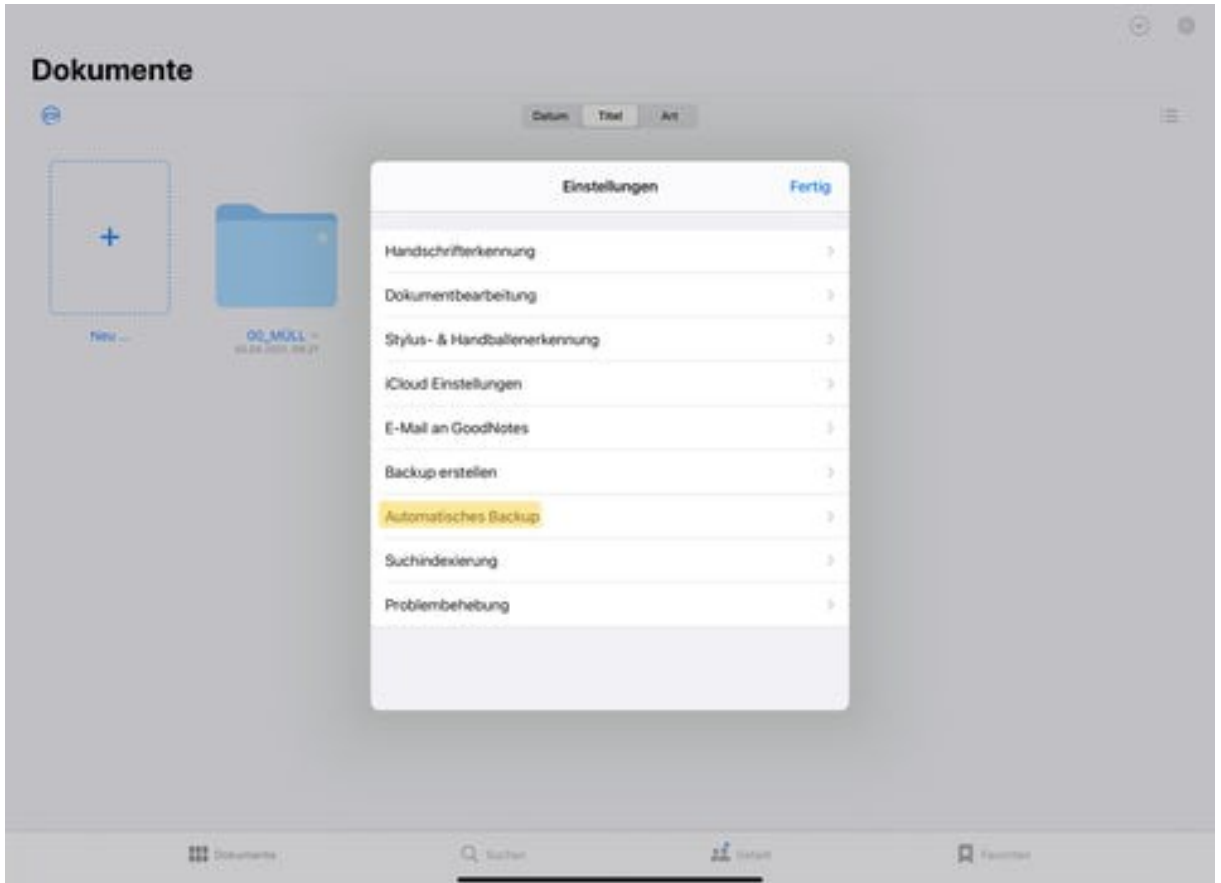 Dokumente
Datum Titel Art
Einstellungen Fertig
Handschrifterkennung
Dokumentbearbeitung
Stylus- & Handballenerkennung
iCloud Einstellungen
E-Mail an GoodNotes
Backup erstellen
Automatisches Backup
Suchindexierung
Problembehebung
Neu ...
00_MÜLL
Dokumente Suchen Favoriten